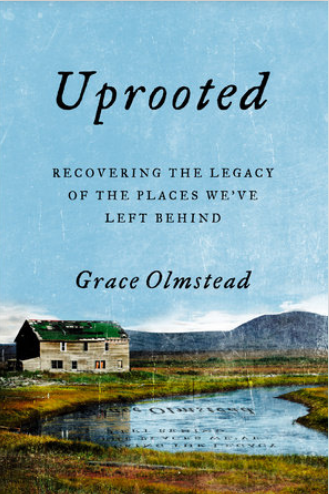 Uprooted
RECOVERING THE LEGACY
OF THE PLACES WE'VE
LEFT BEHIND
Grace Olmstead